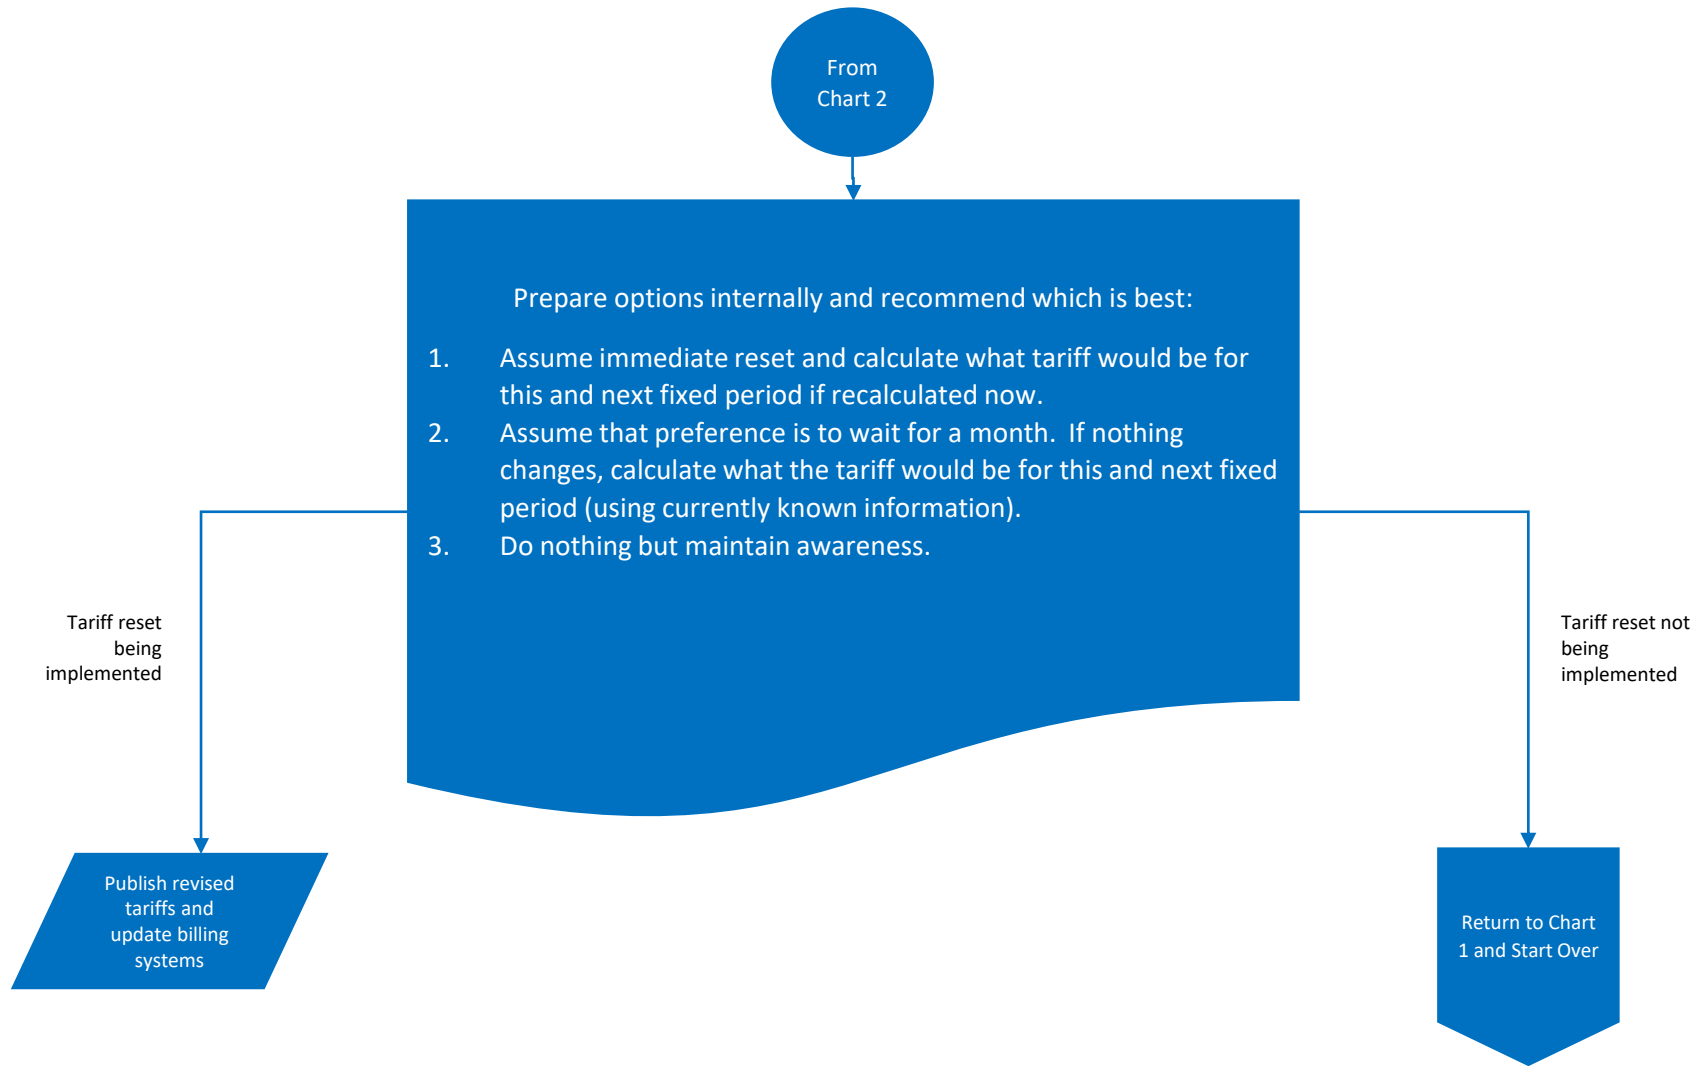 From
Chart 2
Prepare options internally and recommend which is best:
1. Assume immediate reset and calculate what tariff would be for
this and next fixed period if recalculated now.
2. Assume that preference is to wait for a month.  If nothing
changes, calculate what the tariff would be for this and next fixed
period (using currently known information).
3. Do nothing but maintain awareness.
Tariff reset
being
implemented
Tariff reset not
being
implemented
Publish revised
tariffs and
update billing
systems
Return to Chart
1 and Start Over